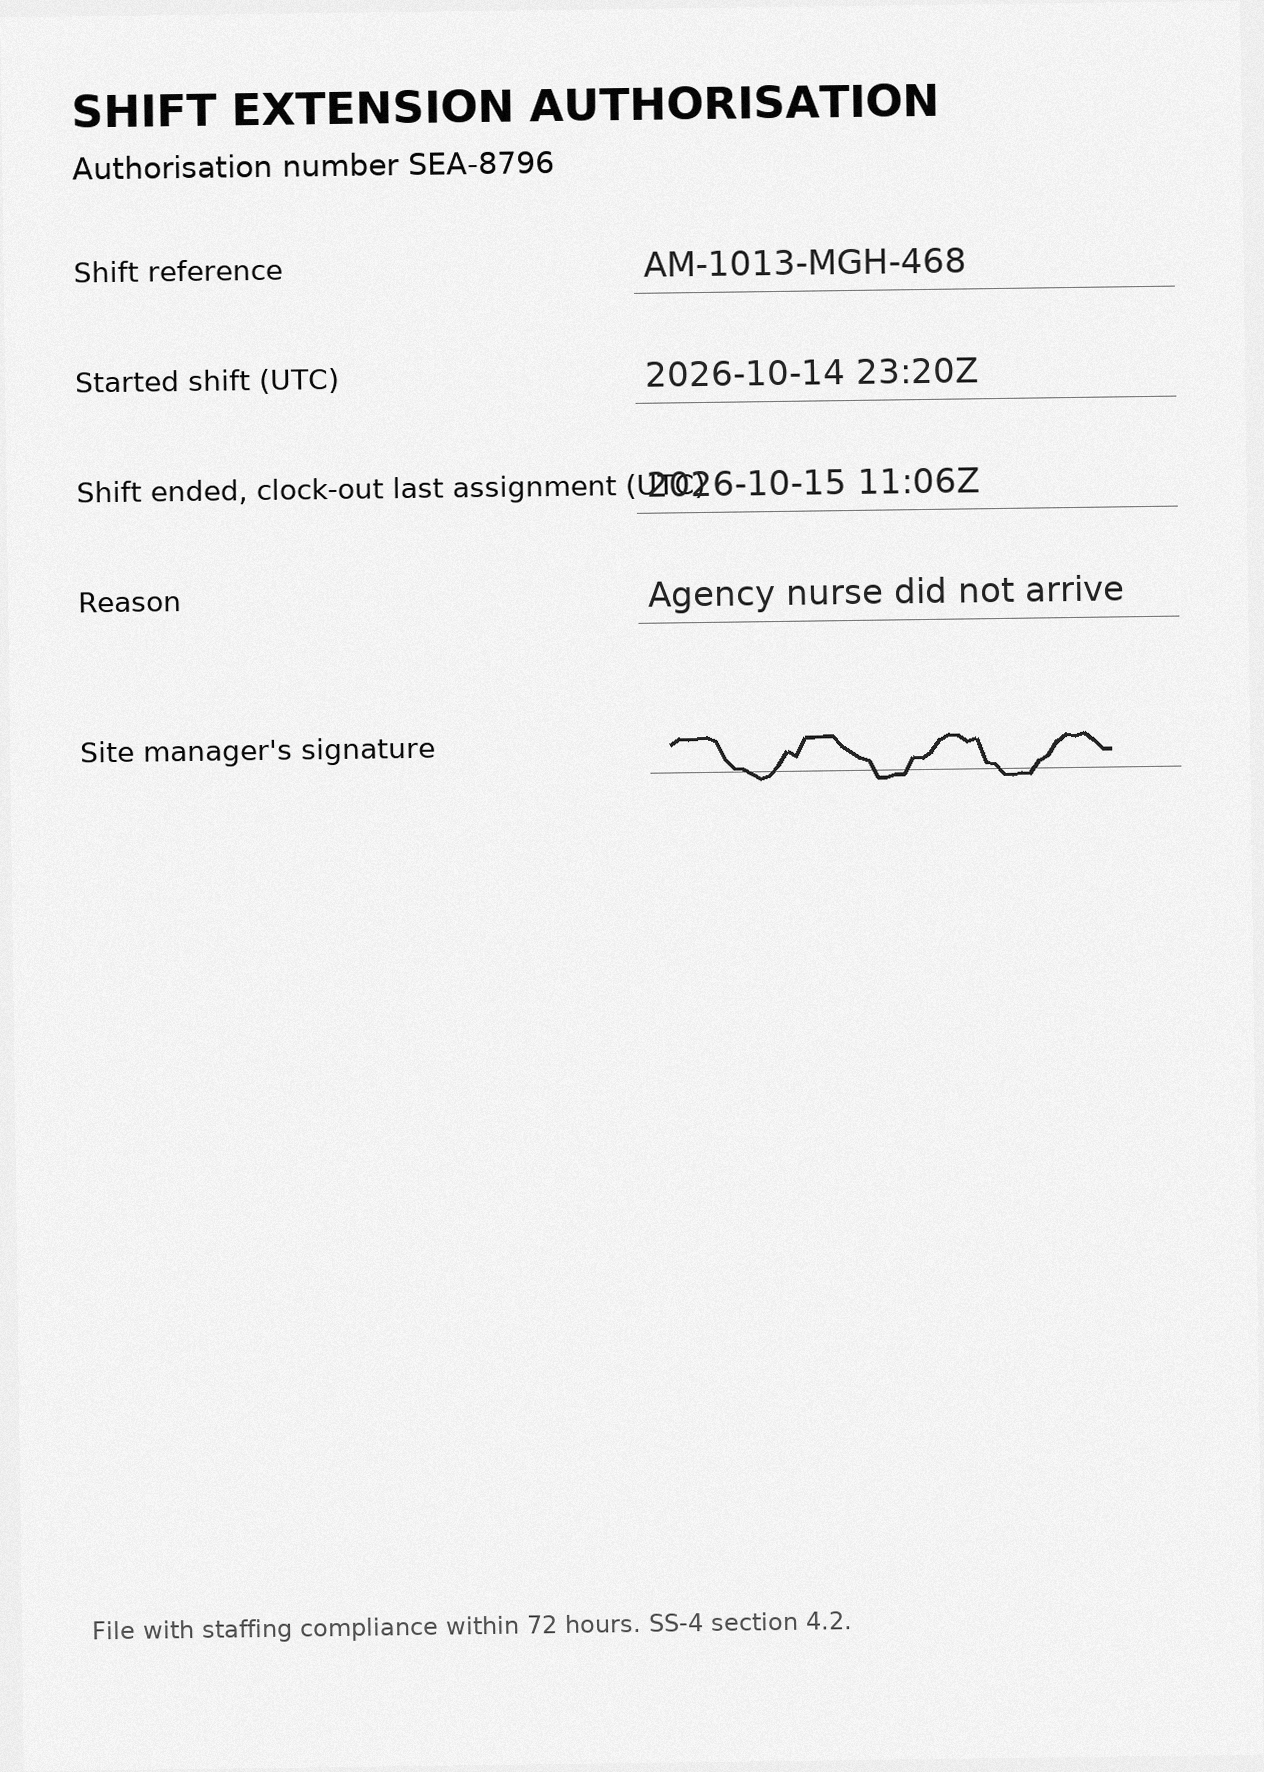 SHIFT EXTENSION AUTHORISATION
Authorisation number SEA-8796
Shift reference AM-1013-MGH-468
Started shift (UTC) 2026-10-14 23:20Z
Shift ended, clock-out last assignment (UTC) 2026-10-15 11:06Z
Reason Agency nurse did not arrive
Site manager's signature
File with staffing compliance within 72 hours. SS-4 section 4.2.